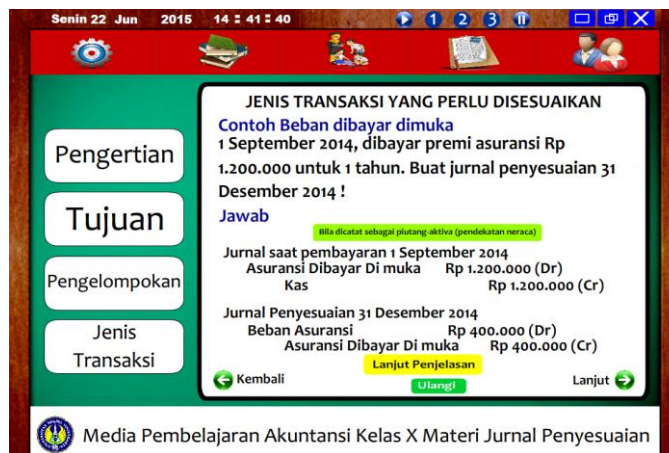 Senin 22 Jun 2015 14 : 41 : 40
1 2 3
JENIS TRANSAKSI YANG PERLU DISESUAIKAN
Contoh Beban dibayar dimuka
1 September 2014, dibayar premi asuransi Rp
1.200.000 untuk 1 tahun. Buat jurnal penyesuaian 31
Desember 2014 !
Jawab
Bila dicatat sebagai piutang-aktiva (pendekatan neraca)
Jurnal saat pembayaran 1 September 2014
Asuransi Dibayar Di muka Rp 1.200.000 (Dr)
Kas Rp 1.200.000 (Cr)
Jurnal Penyesuaian 31 Desember 2014
Beban Asuransi Rp 400.000 (Dr)
Asuransi Dibayar Di muka Rp 400.000 (Cr)
Lanjut Penjelasan
Kembali
Ulangi
Lanjut
Pengertian
Tujuan
Pengelompokan
Jenis
Transaksi
Media Pembelajaran Akuntansi Kelas X Materi Jurnal Penyesuaian